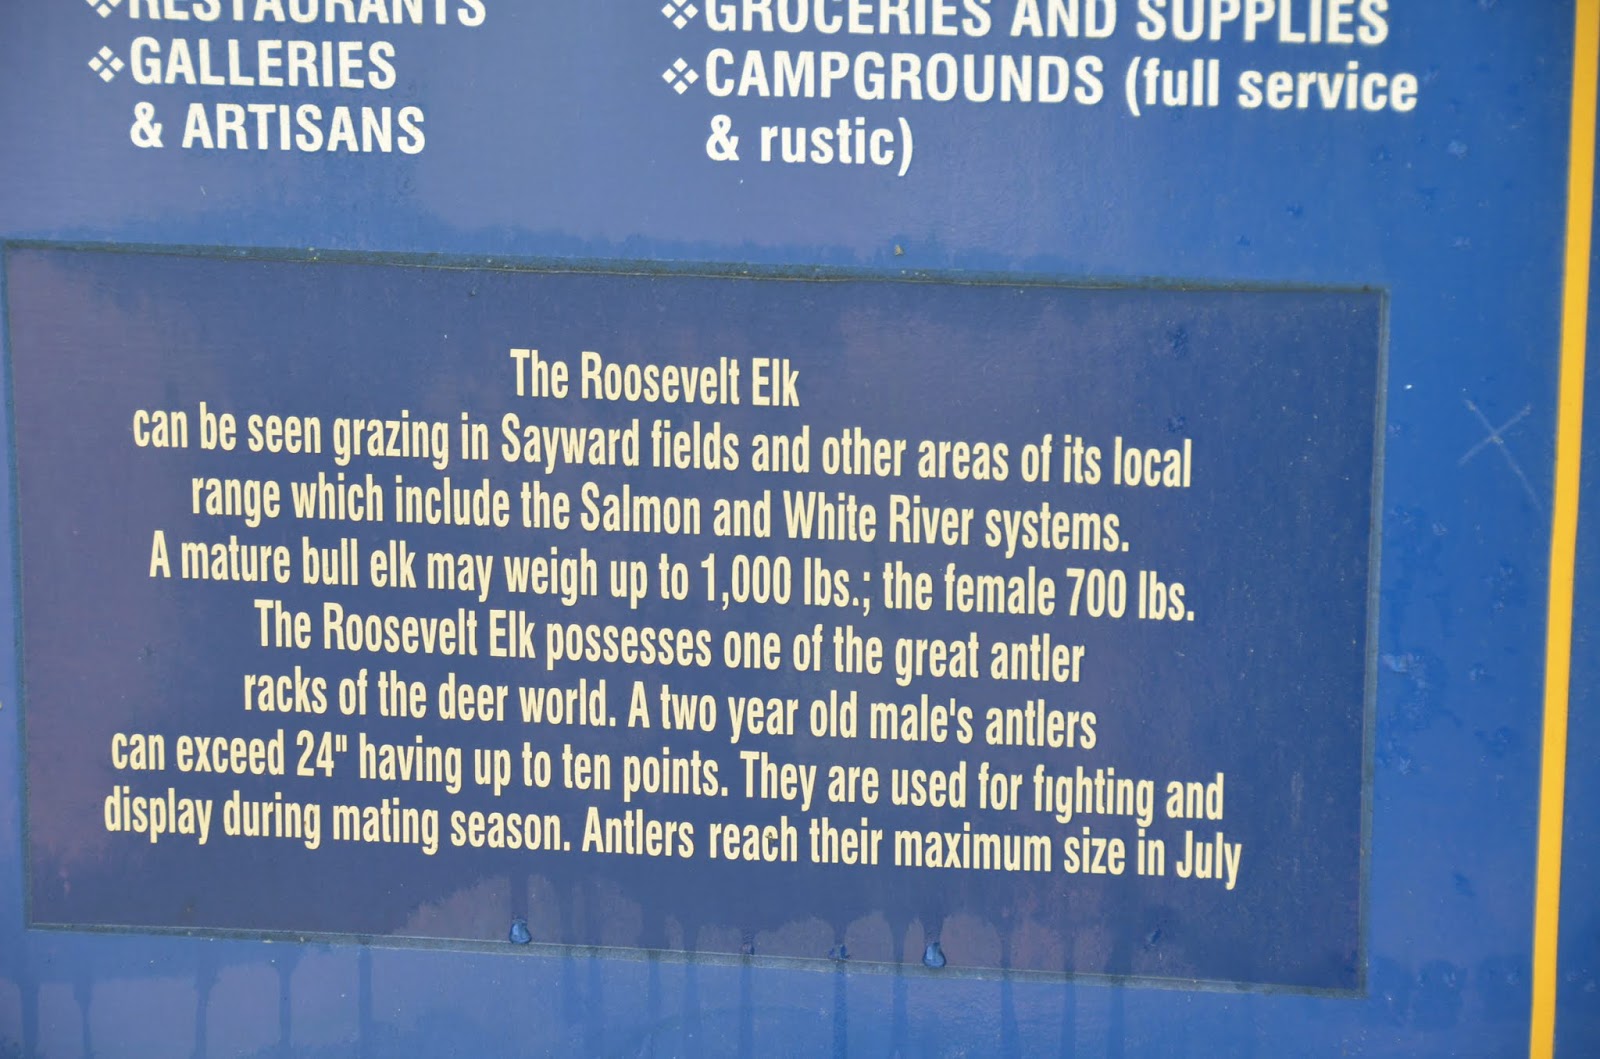 RESTAURANTS
GALLERIES
& ARTISANS
GROCERIES AND SUPPLIES
CAMPGROUNDS (full service
& rustic)
The Roosevelt Elk
can be seen grazing in Sayward fields and other areas of its local
range which include the Salmon and White River systems.
A mature bull elk may weigh up to 1,000 lbs.; the female 700 lbs.
The Roosevelt Elk possesses one of the great antler
racks of the deer world. A two year old male's antlers
can exceed 24" having up to ten points. They are used for fighting and
display during mating season. Antlers reach their maximum size in July